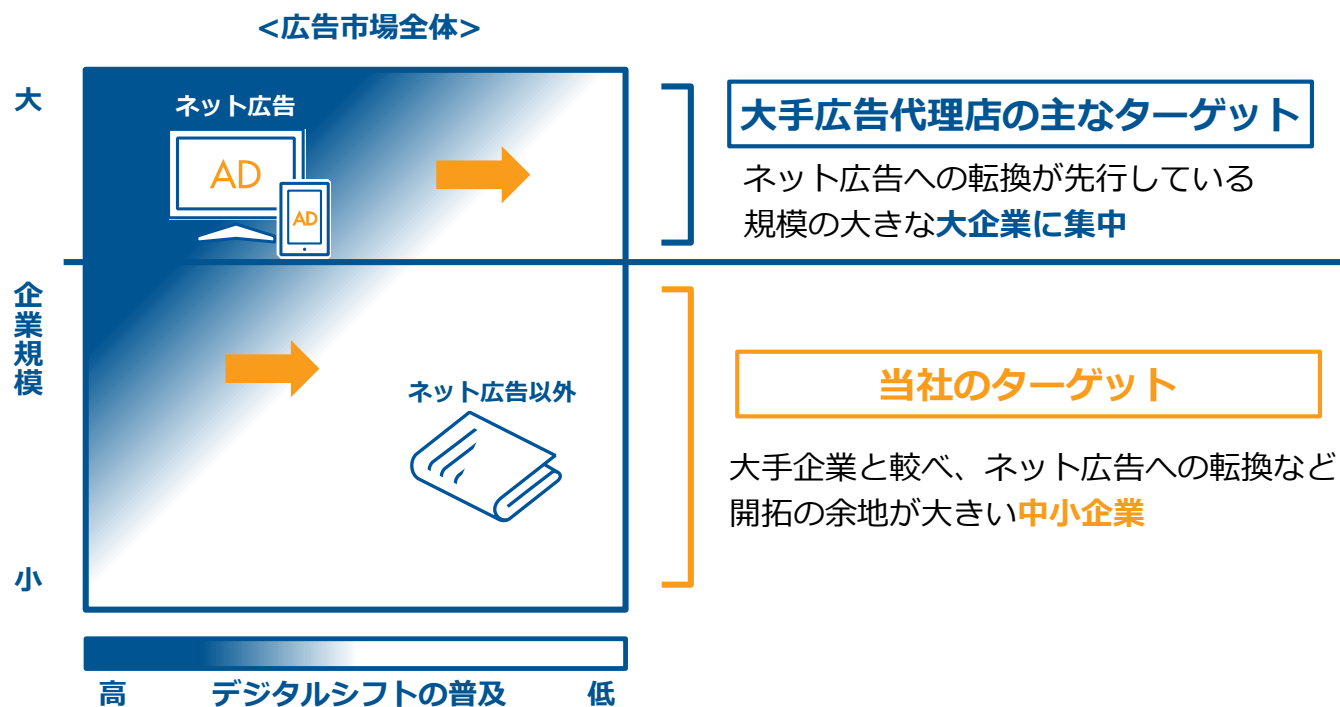 <広告市場全体>
大
企業規模
小
ネット広告
AD
AD
ネット広告以外
高
デジタルシフトの普及
低
大手広告代理店の主なターゲット
ネット広告への転換が先行している
規模の大きな大企業に集中
当社のターゲット
大手企業と較べ、ネット広告への転換など
開拓の余地が大きい中小企業